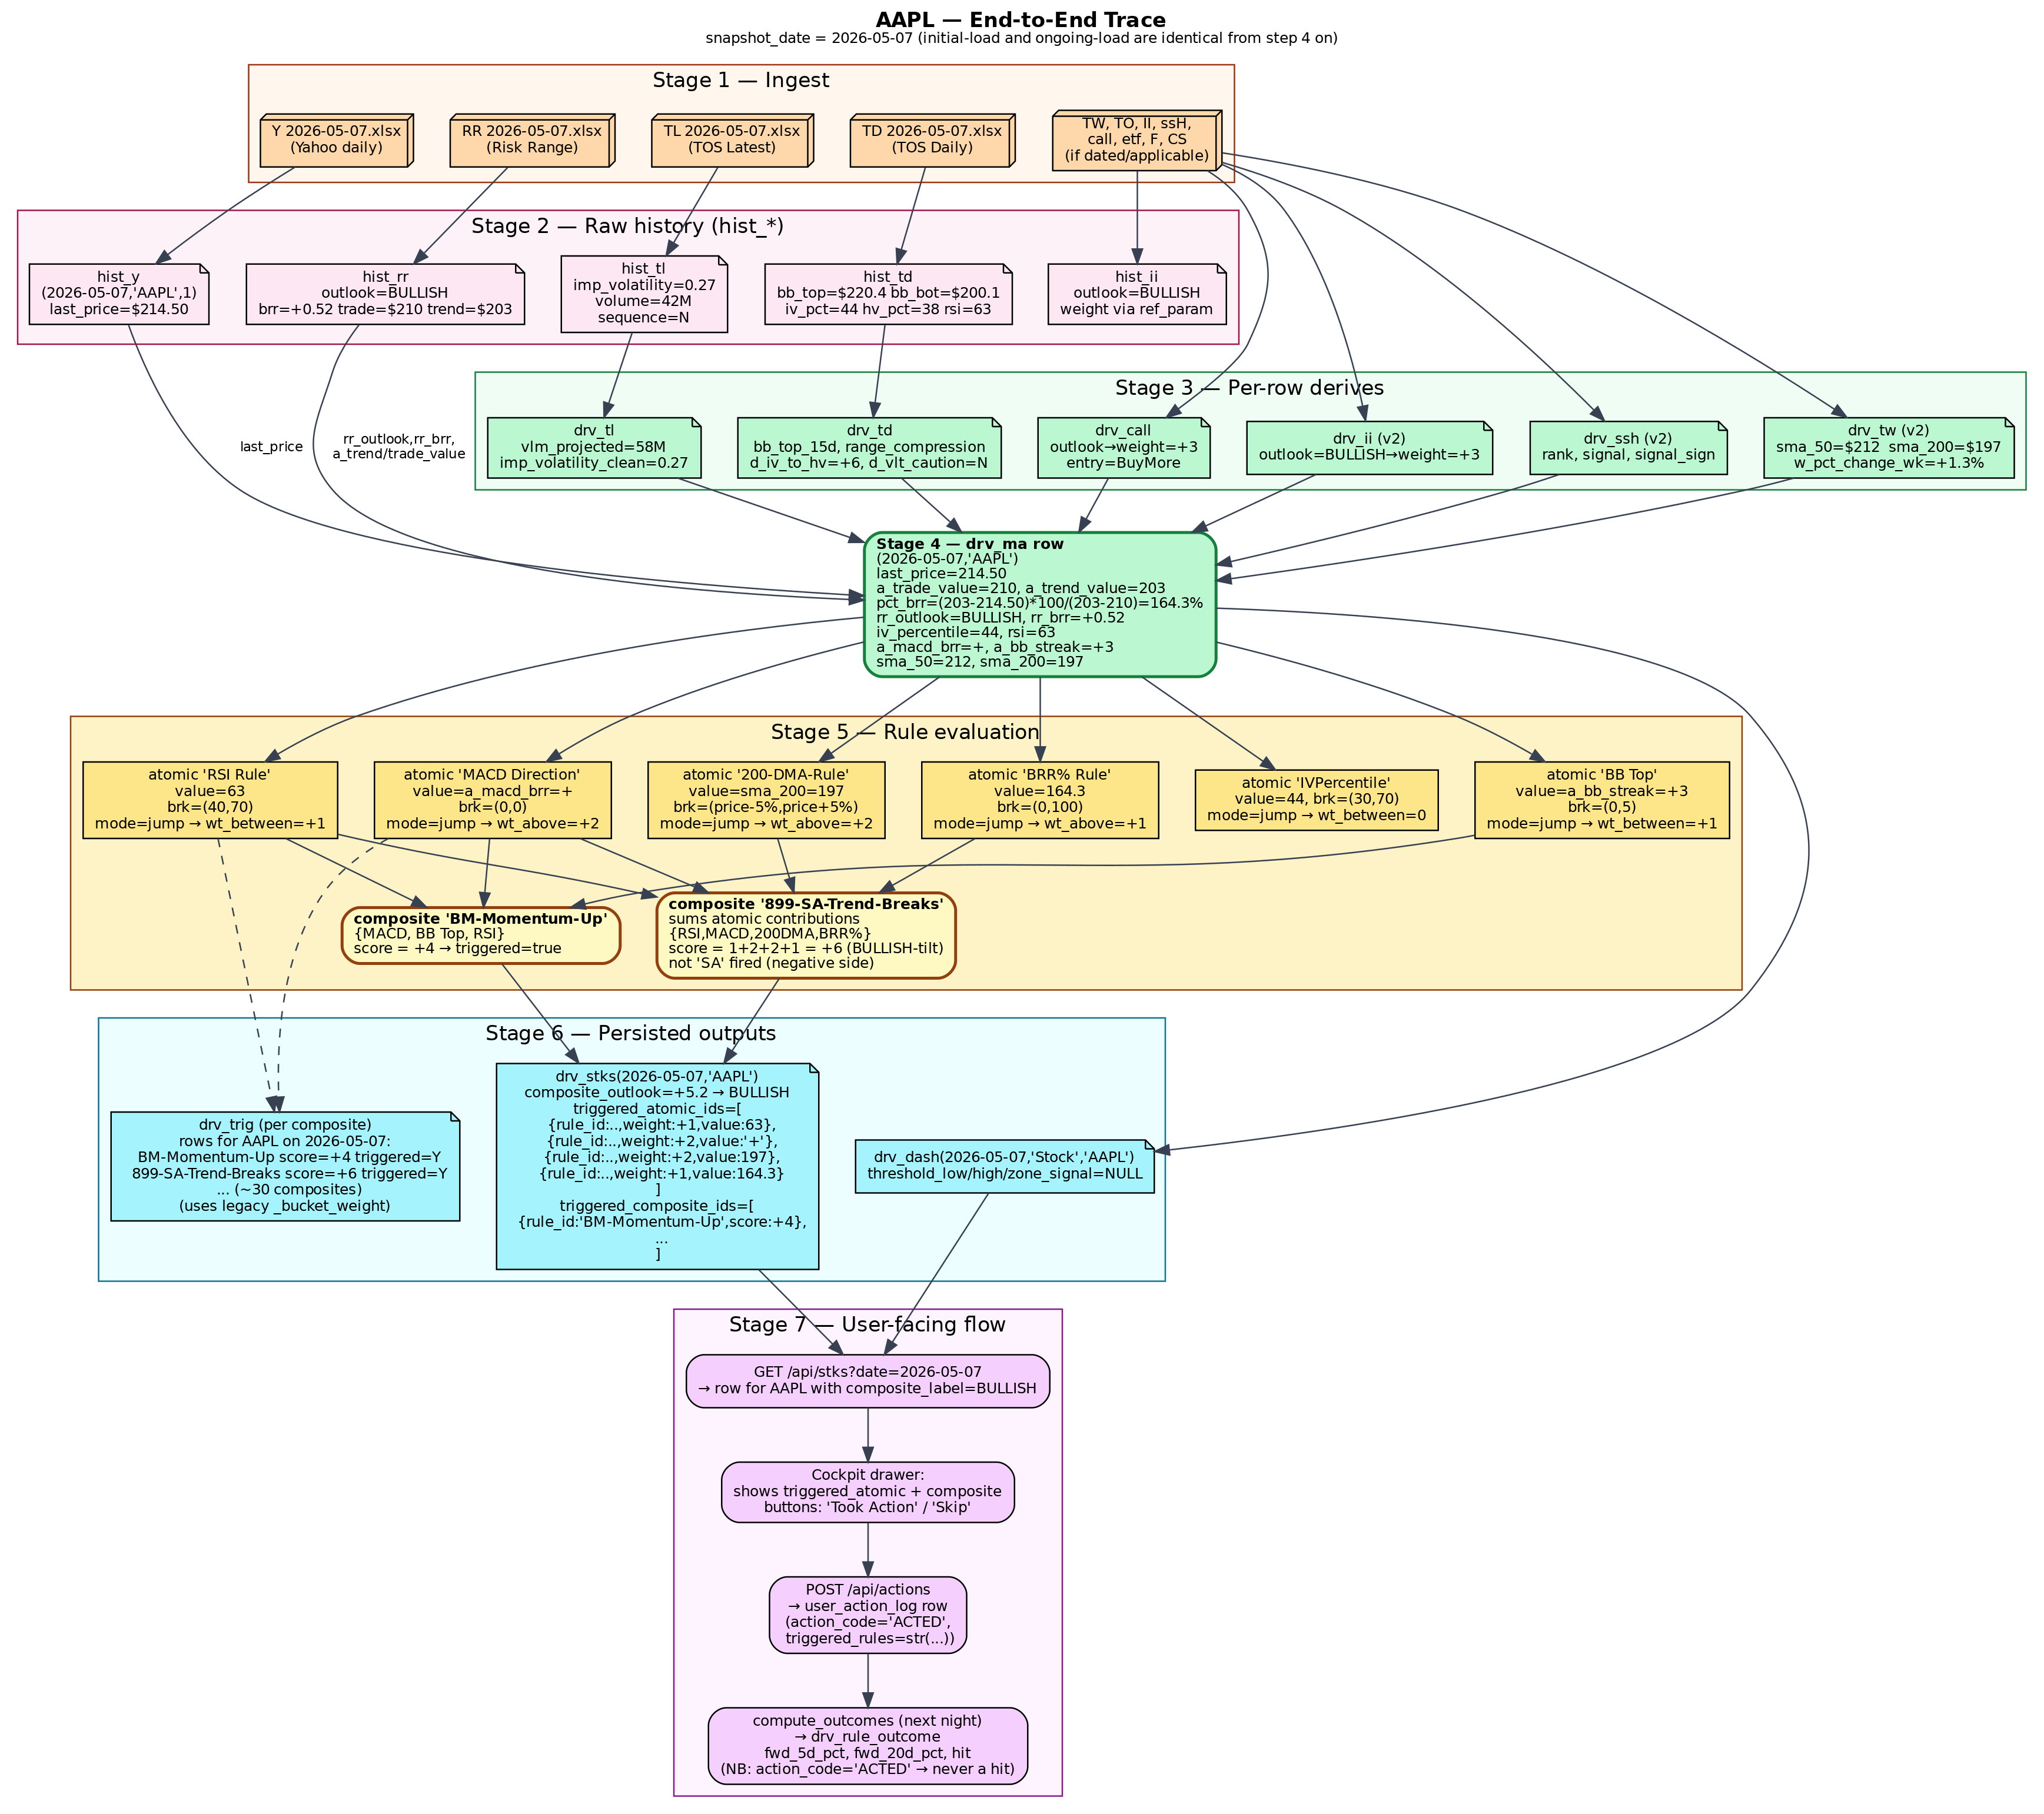 AAPL — End-to-End Trace
snapshot_date = 2026-05-07 (initial-load and ongoing-load are identical from step 4 on)
Stage 1 — Ingest
Y 2026-05-07.xlsx
(Yahoo daily)
RR 2026-05-07.xlsx
(Risk Range)
TL 2026-05-07.xlsx
(TOS Latest)
TD 2026-05-07.xlsx
(TOS Daily)
TW, TO, II, ssH,
call, etf, F, CS
(if dated/applicable)
Stage 2 — Raw history (hist_*)
hist_y
(2026-05-07,'AAPL',1)
last_price=$214.50
hist_rr
outlook=BULLISH
brr=+0.52 trade=$210 trend=$203
hist_tl
imp_volatility=0.27
volume=42M
sequence=N
hist_td
bb_top=$220.4 bb_bot=$200.1
iv_pct=44 hv_pct=38 rsi=63
hist_ii
outlook=BULLISH
weight via ref_param
Stage 3 — Per-row derives
last_price
rr_outlook,rr_brr,
a_trend/trade_value
drv_tl
vlm_projected=58M
imp_volatility_clean=0.27
drv_td
bb_top_15d, range_compression
d_iv_to_hv=+6, d_vlt_caution=N
drv_call
outlook→weight=+3
entry=BuyMore
drv_ii (v2)
outlook=BULLISH→weight=+3
drv_ssh (v2)
rank, signal, signal_sign
drv_tw (v2)
sma_50=$212  sma_200=$197
w_pct_change_wk=+1.3%
Stage 4 — drv_ma row
(2026-05-07,'AAPL')
last_price=214.50
a_trade_value=210, a_trend_value=203
pct_brr=(203-214.50)*100/(203-210)=164.3%
rr_outlook=BULLISH, rr_brr=+0.52
iv_percentile=44, rsi=63
a_macd_brr=+, a_bb_streak=+3
sma_50=212, sma_200=197
Stage 5 — Rule evaluation
atomic 'RSI Rule'
value=63
brk=(40,70)
mode=jump → wt_between=+1
atomic 'MACD Direction'
value=a_macd_brr=+
brk=(0,0)
mode=jump → wt_above=+2
atomic '200-DMA-Rule'
value=sma_200=197
brk=(price-5%,price+5%)
mode=jump → wt_above=+2
atomic 'BRR% Rule'
value=164.3
brk=(0,100)
mode=jump → wt_above=+1
atomic 'IVPercentile'
value=44, brk=(30,70)
mode=jump → wt_between=0
atomic 'BB Top'
value=a_bb_streak=+3
brk=(0,5)
mode=jump → wt_between=+1
composite 'BM-Momentum-Up'
{MACD, BB Top, RSI}
score = +4 → triggered=true
composite '899-SA-Trend-Breaks'
sums atomic contributions
{RSI,MACD,200DMA,BRR%}
score = 1+2+2+1 = +6 (BULLISH-tilt)
not 'SA' fired (negative side)
Stage 6 — Persisted outputs
drv_trig (per composite)
rows for AAPL on 2026-05-07:
BM-Momentum-Up score=+4 triggered=Y
899-SA-Trend-Breaks score=+6 triggered=Y
... (~30 composites)
(uses legacy _bucket_weight)
drv_stks(2026-05-07,'AAPL')
composite_outlook=+5.2 → BULLISH
triggered_atomic_ids=[
{rule_id:..,weight:+1,value:63},
{rule_id:..,weight:+2,value:'+'},
{rule_id:..,weight:+2,value:197},
{rule_id:..,weight:+1,value:164.3}
]
triggered_composite_ids=[
{rule_id:'BM-Momentum-Up',score:+4},
...
]
drv_dash(2026-05-07,'Stock','AAPL')
threshold_low/high/zone_signal=NULL
Stage 7 — User-facing flow
GET /api/stks?date=2026-05-07
→ row for AAPL with composite_label=BULLISH
Cockpit drawer:
shows triggered_atomic + composite
buttons: 'Took Action' / 'Skip'
POST /api/actions
→ user_action_log row
(action_code='ACTED',
triggered_rules=str(...))
compute_outcomes (next night)
→ drv_rule_outcome
fwd_5d_pct, fwd_20d_pct, hit
(NB: action_code='ACTED' → never a hit)